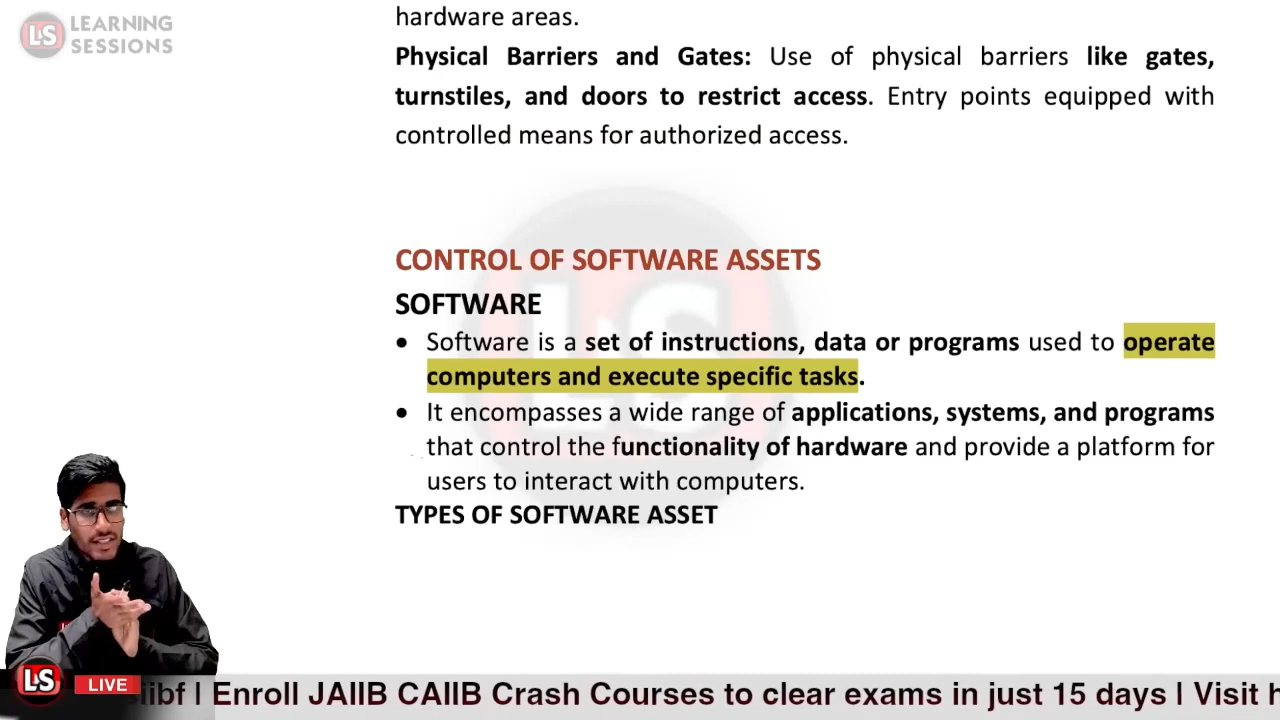 LEARNING
SESSIONS
LS
hardware areas.
Physical Barriers and Gates: Use of physical barriers like gates,
turnstiles, and doors to restrict access. Entry points equipped with
controlled means for authorized access.
CONTROL OF SOFTWARE ASSETS
SOFTWARE
• Software is a set of instructions, data or programs used to operate
computers and execute specific tasks.
• It encompasses a wide range of applications, systems, and programs
that control the functionality of hardware and provide a platform for
users to interact with computers.
TYPES OF SOFTWARE ASSET
LS
LS
LIVE
iibf | Enroll JAIIB CAIIB Crash Courses to clear exams in just 15 days | Visit h